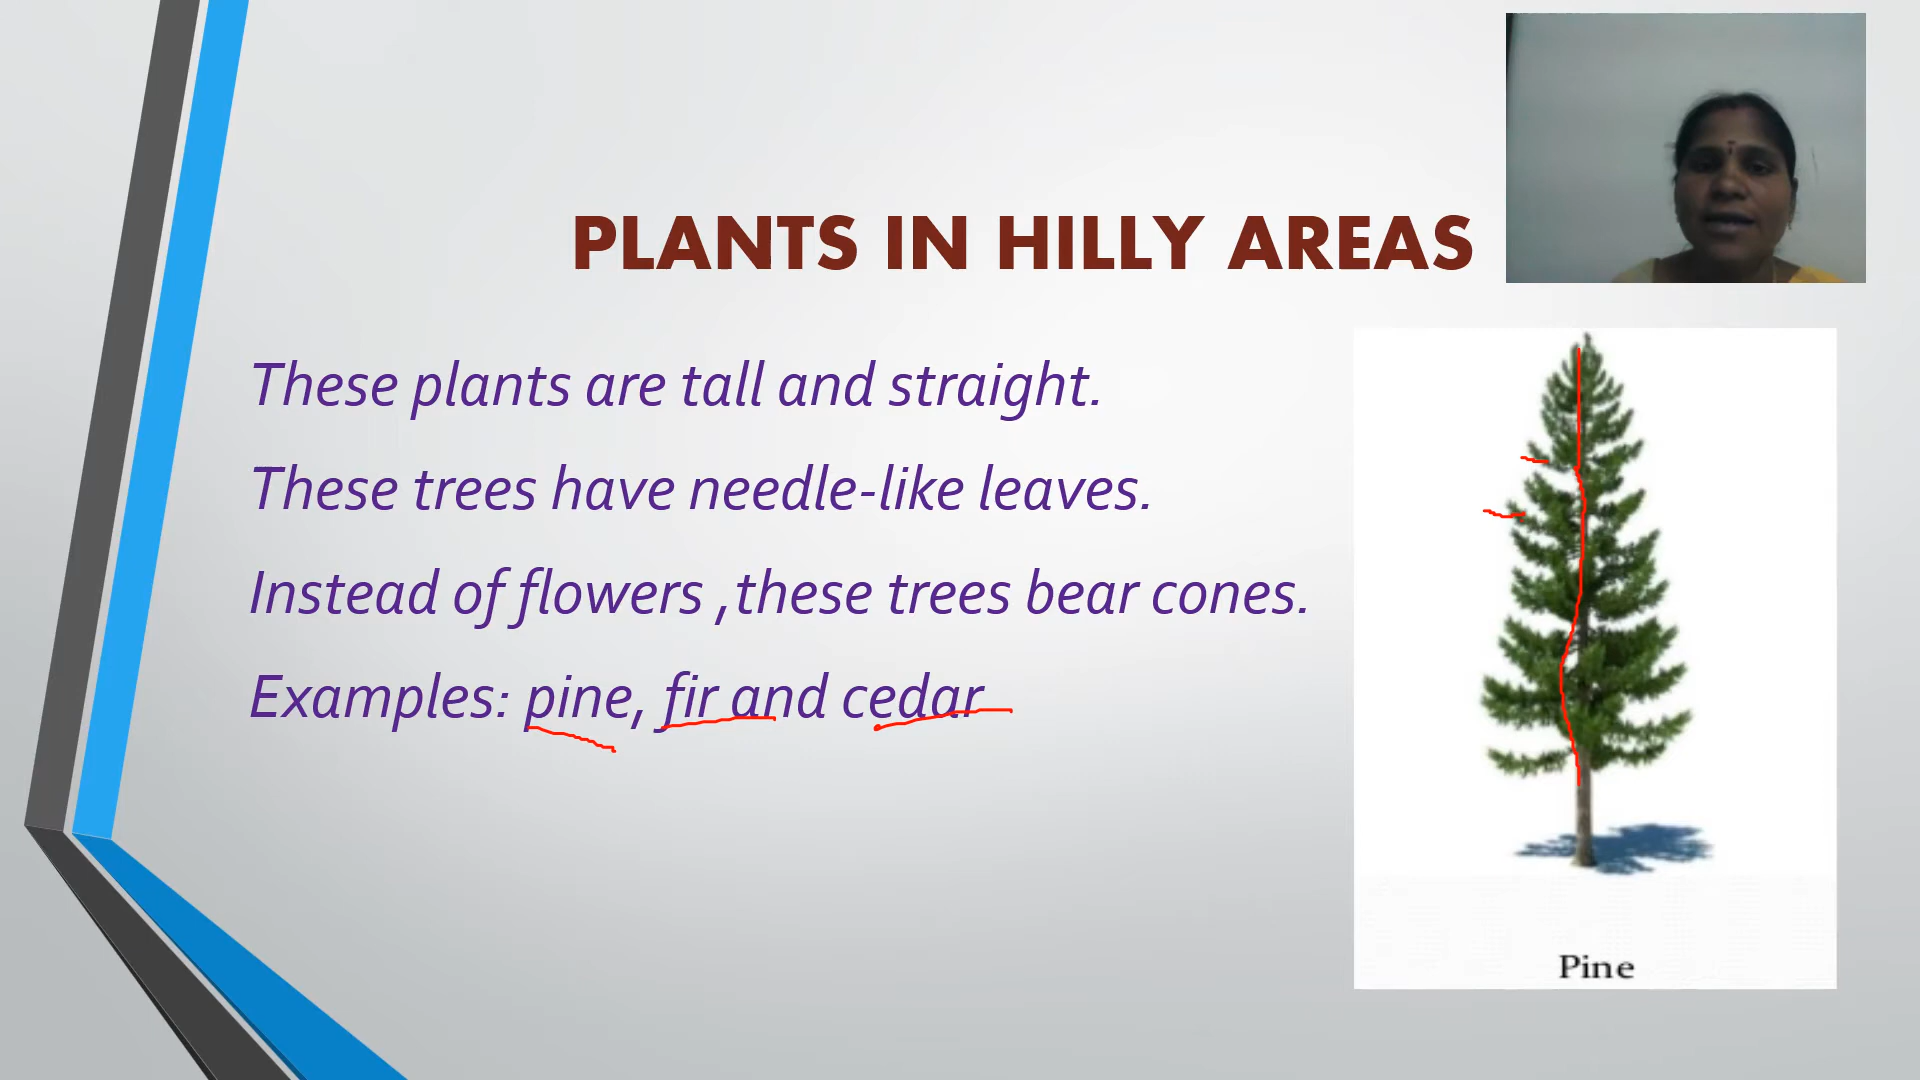 PLANTS IN HILLY AREAS
These plants are tall and straight.
These trees have needle-like leaves.
Instead of flowers ,these trees bear cones.
Examples: pine, fir and cedar
Pine